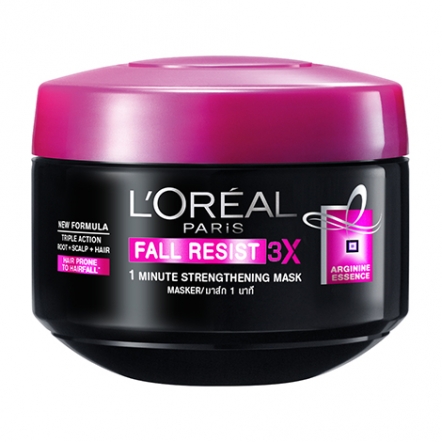 L'ORÉAL
PARiS
FALL RESIST 3X
1 MINUTE STRENGTHENING MASK
MASKER/มาส์ก 1 นาที
NEW FORMULA
TRIPLE ACTION
ROOT+SCALP+HAIR
HAIR PRONE
TO HAIRFALL
ARGININE
ESSENCE